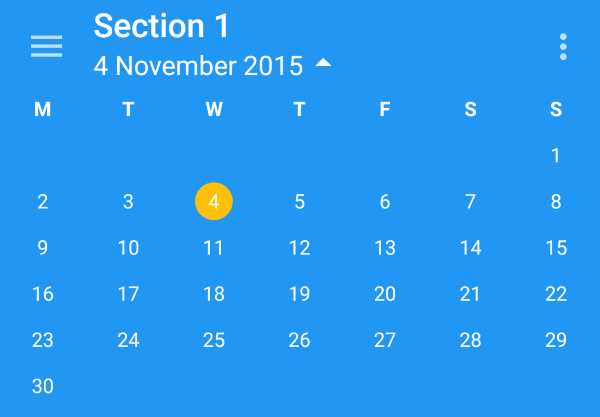 Section 1
4 November 2015
M T W T F S S
1
2 3 4 5 6 7 8
9 10 11 12 13 14 15
16 17 18 19 20 21 22
23 24 25 26 27 28 29
30